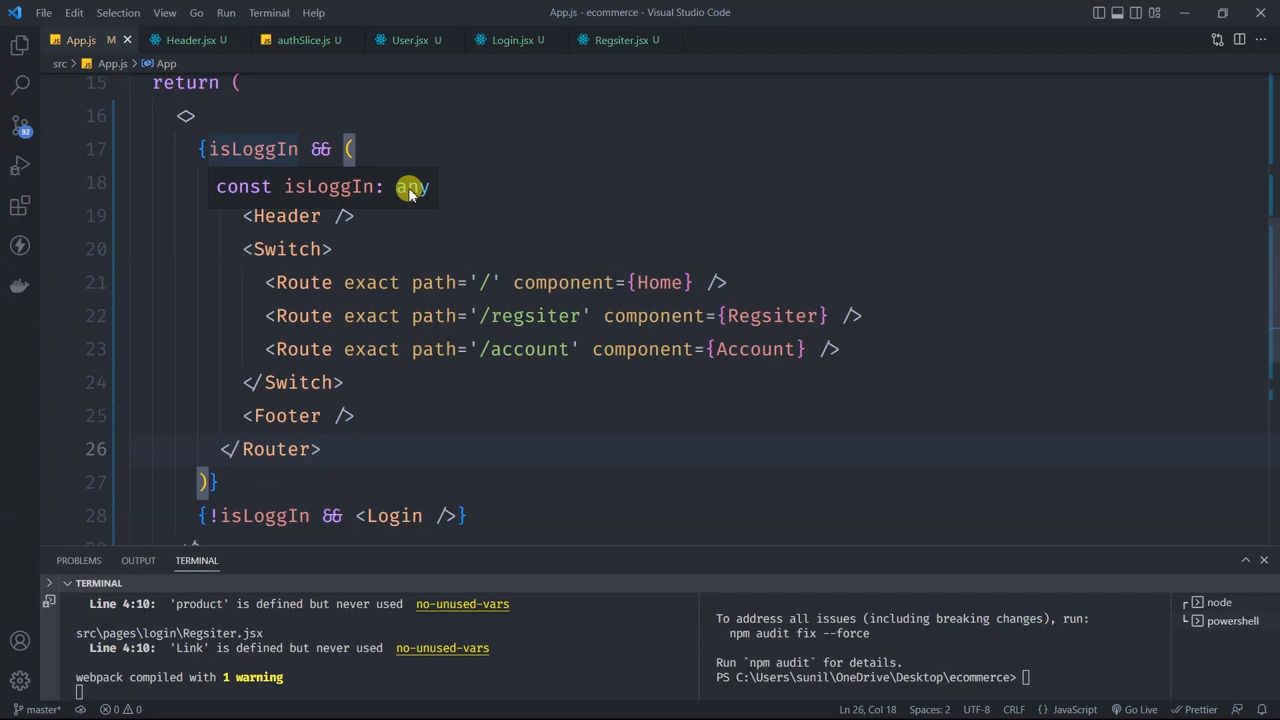 File Edit Selection View Go Run Terminal Help App.js - ecommerce - Visual Studio Code
App.js M Header.jsx U authSlice.js U User.jsx U Login.jsx U Regsiter.jsx U
src > App.js > App
15 return (
16 <>
17 {isLoggIn && (
18 const isLoggIn: any
19 <Header />
20 <Switch>
21 <Route exact path='/' component={Home} />
22 <Route exact path='/regsiter' component={Regsiter} />
23 <Route exact path='/account' component={Account} />
24 </Switch>
25 <Footer />
26 </Router>
27 )}
28 {!isLoggIn && <Login />}
92
PROBLEMS OUTPUT TERMINAL
TERMINAL
Line 4:10: 'product' is defined but never used no-unused-vars
src\pages\login\Regsiter.jsx
Line 4:10: 'Link' is defined but never used no-unused-vars
webpack compiled with 1 warning
To address all issues (including breaking changes), run:
npm audit fix --force
Run `npm audit` for details.
PS C:\Users\sunil\OneDrive\Desktop\ecommerce>
node
powershell
master* 0 0 Ln 26, Col 18 Spaces: 2 UTF-8 CRLF {} JavaScript Go Live Prettier